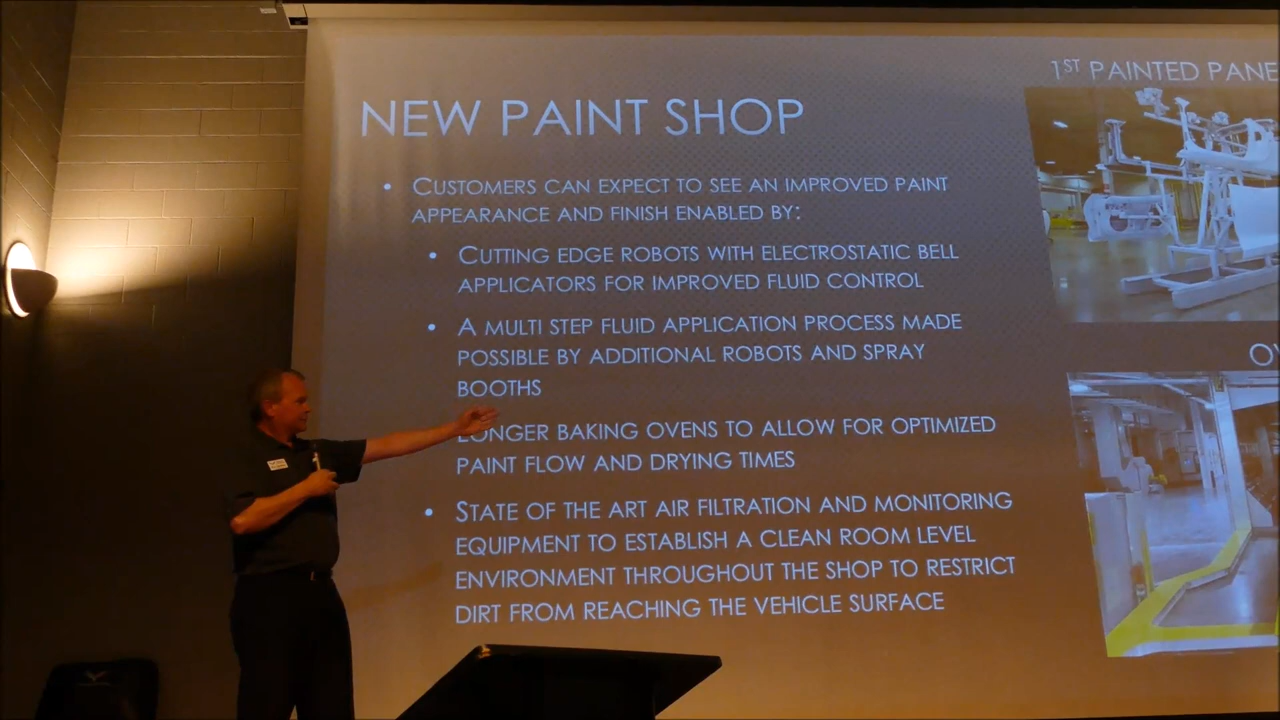 1ST PAINTED PANE
NEW PAINT SHOP
• CUSTOMERS CAN EXPECT TO SEE AN IMPROVED PAINT
APPEARANCE AND FINISH ENABLED BY:
• CUTTING EDGE ROBOTS WITH ELECTROSTATIC BELL
APPLICATORS FOR IMPROVED FLUID CONTROL
• A MULTI STEP FLUID APPLICATION PROCESS MADE
POSSIBLE BY ADDITIONAL ROBOTS AND SPRAY
BOOTHS
LONGER BAKING OVENS TO ALLOW FOR OPTIMIZED
PAINT FLOW AND DRYING TIMES
• STATE OF THE ART AIR FILTRATION AND MONITORING
EQUIPMENT TO ESTABLISH A CLEAN ROOM LEVEL
ENVIRONMENT THROUGHOUT THE SHOP TO RESTRICT
DIRT FROM REACHING THE VEHICLE SURFACE